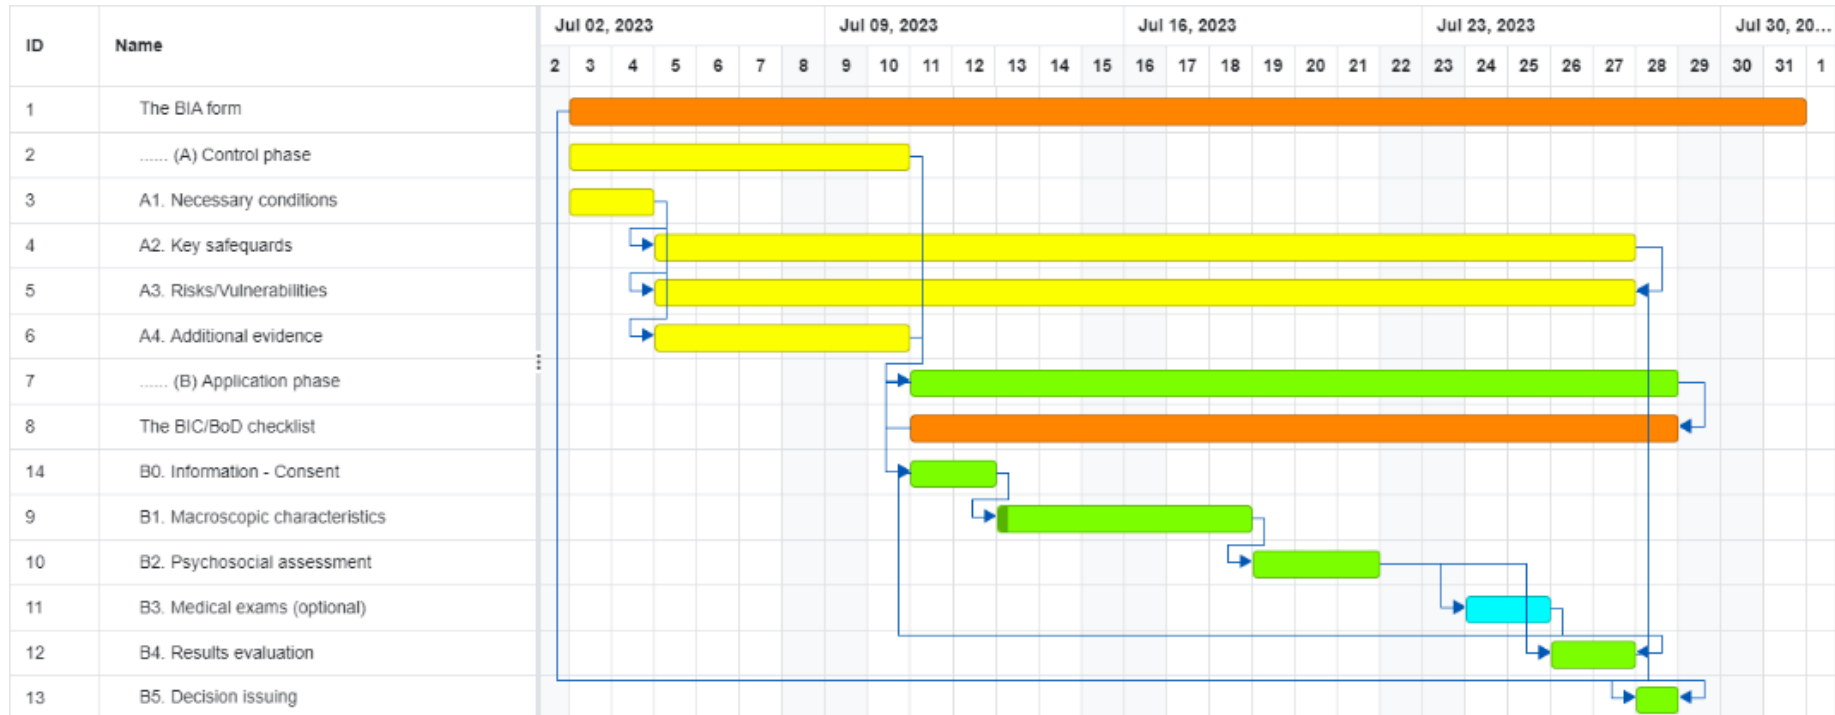 ID Name Jul 02, 2023 Jul 09, 2023 Jul 16, 2023 Jul 23, 2023 Jul 30, 20...
2 3 4 5 6 7 8 9 10 11 12 13 14 15 16 17 18 19 20 21 22 23 24 25 26 27 28 29 30 31 1
1 The BIA form
2 ...... (A) Control phase
3 A1. Necessary conditions
4 A2. Key safequards
5 A3. Risks/Vulnerabilities
6 A4. Additional evidence
7 ...... (B) Application phase
8 The BIC/BoD checklist
14 B0. Information - Consent
9 B1. Macroscopic characteristics
10 B2. Psychosocial assessment
11 B3. Medical exams (optional)
12 B4. Results evaluation
13 B5. Decision issuing